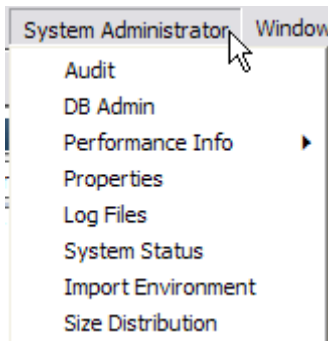 System Administrator Window
Audit
DB Admin
Performance Info
Properties
Log Files
System Status
Import Environment
Size Distribution